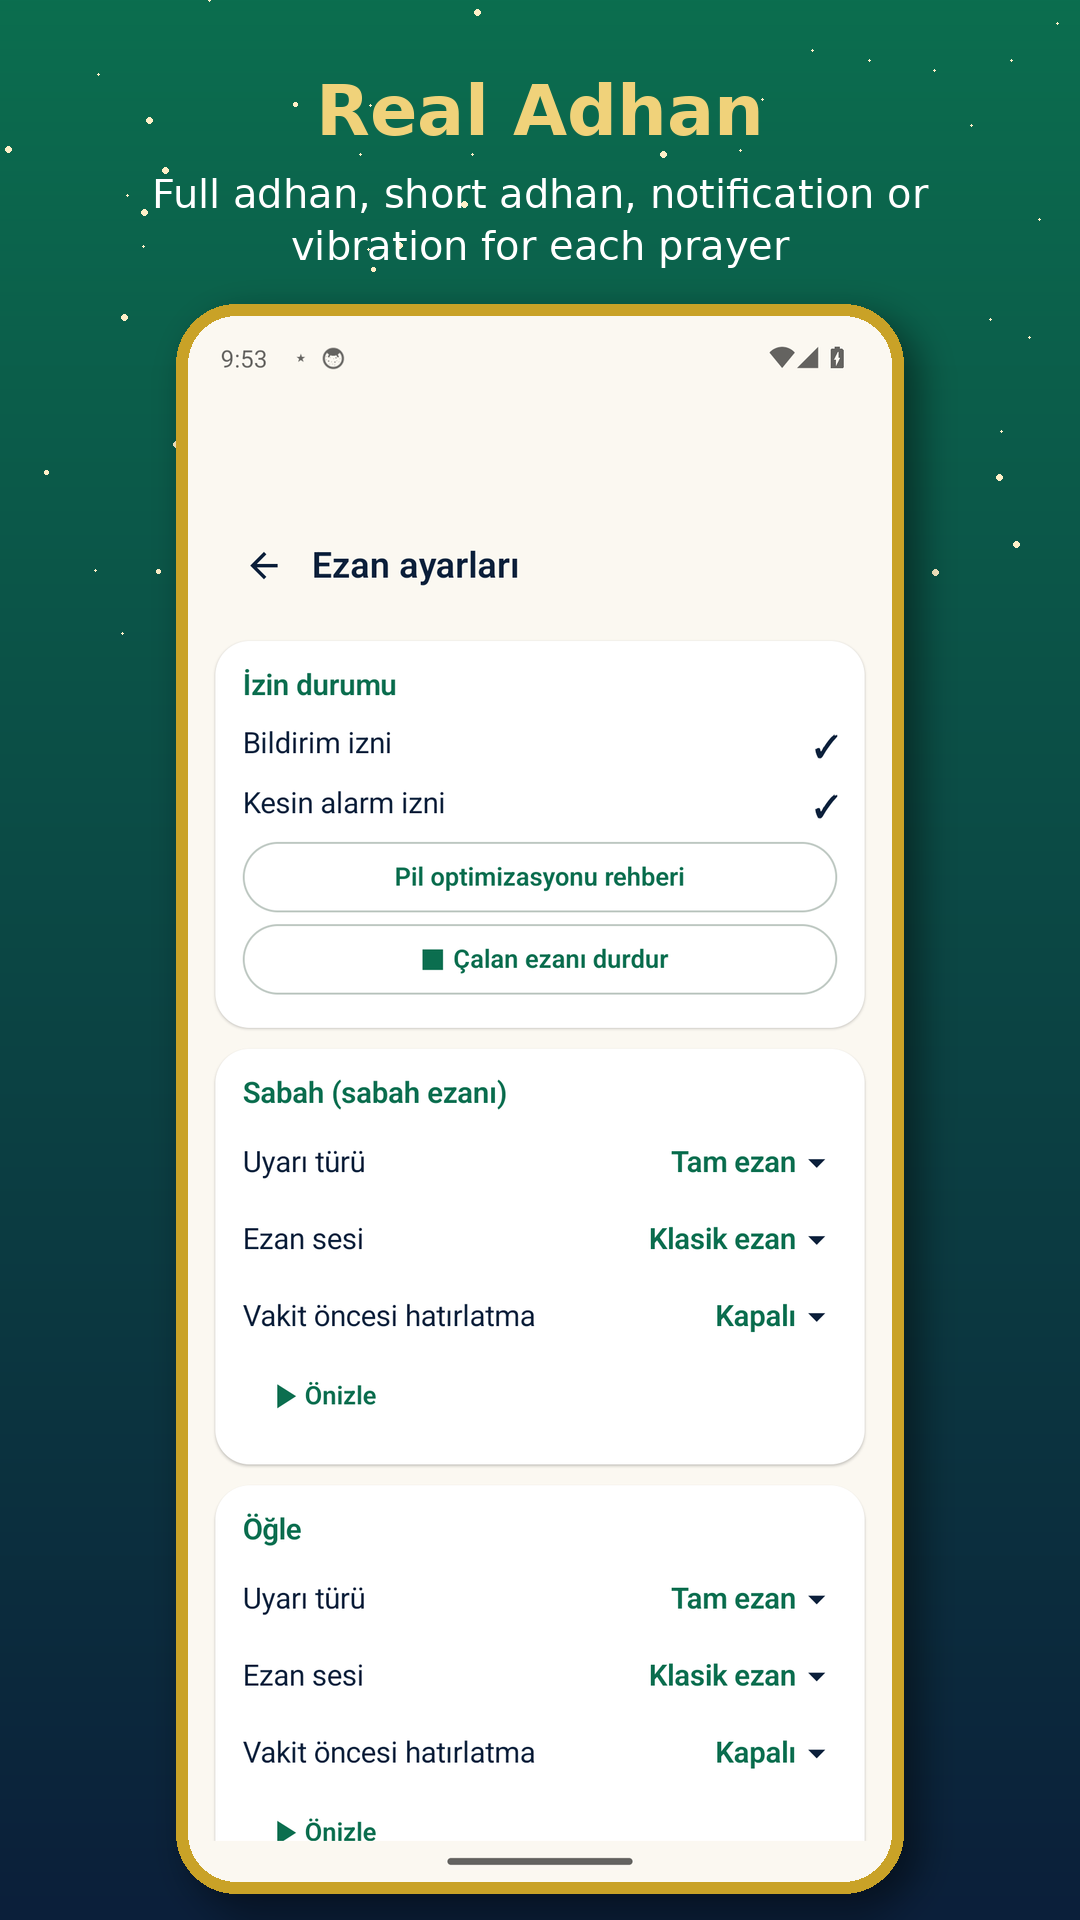 Real Adhan
Full adhan, short adhan, notification or
vibration for each prayer
9:53
Ezan ayarları
İzin durumu
Bildirim izni ✓
Kesin alarm izni ✓
Pil optimizasyonu rehberi
■ Çalan ezanı durdur
Sabah (sabah ezanı)
Uyarı türü Tam ezan
Ezan sesi Klasik ezan
Vakit öncesi hatırlatma Kapalı
▶ Önizle
Öğle
Uyarı türü Tam ezan
Ezan sesi Klasik ezan
Vakit öncesi hatırlatma Kapalı
▶ Önizle